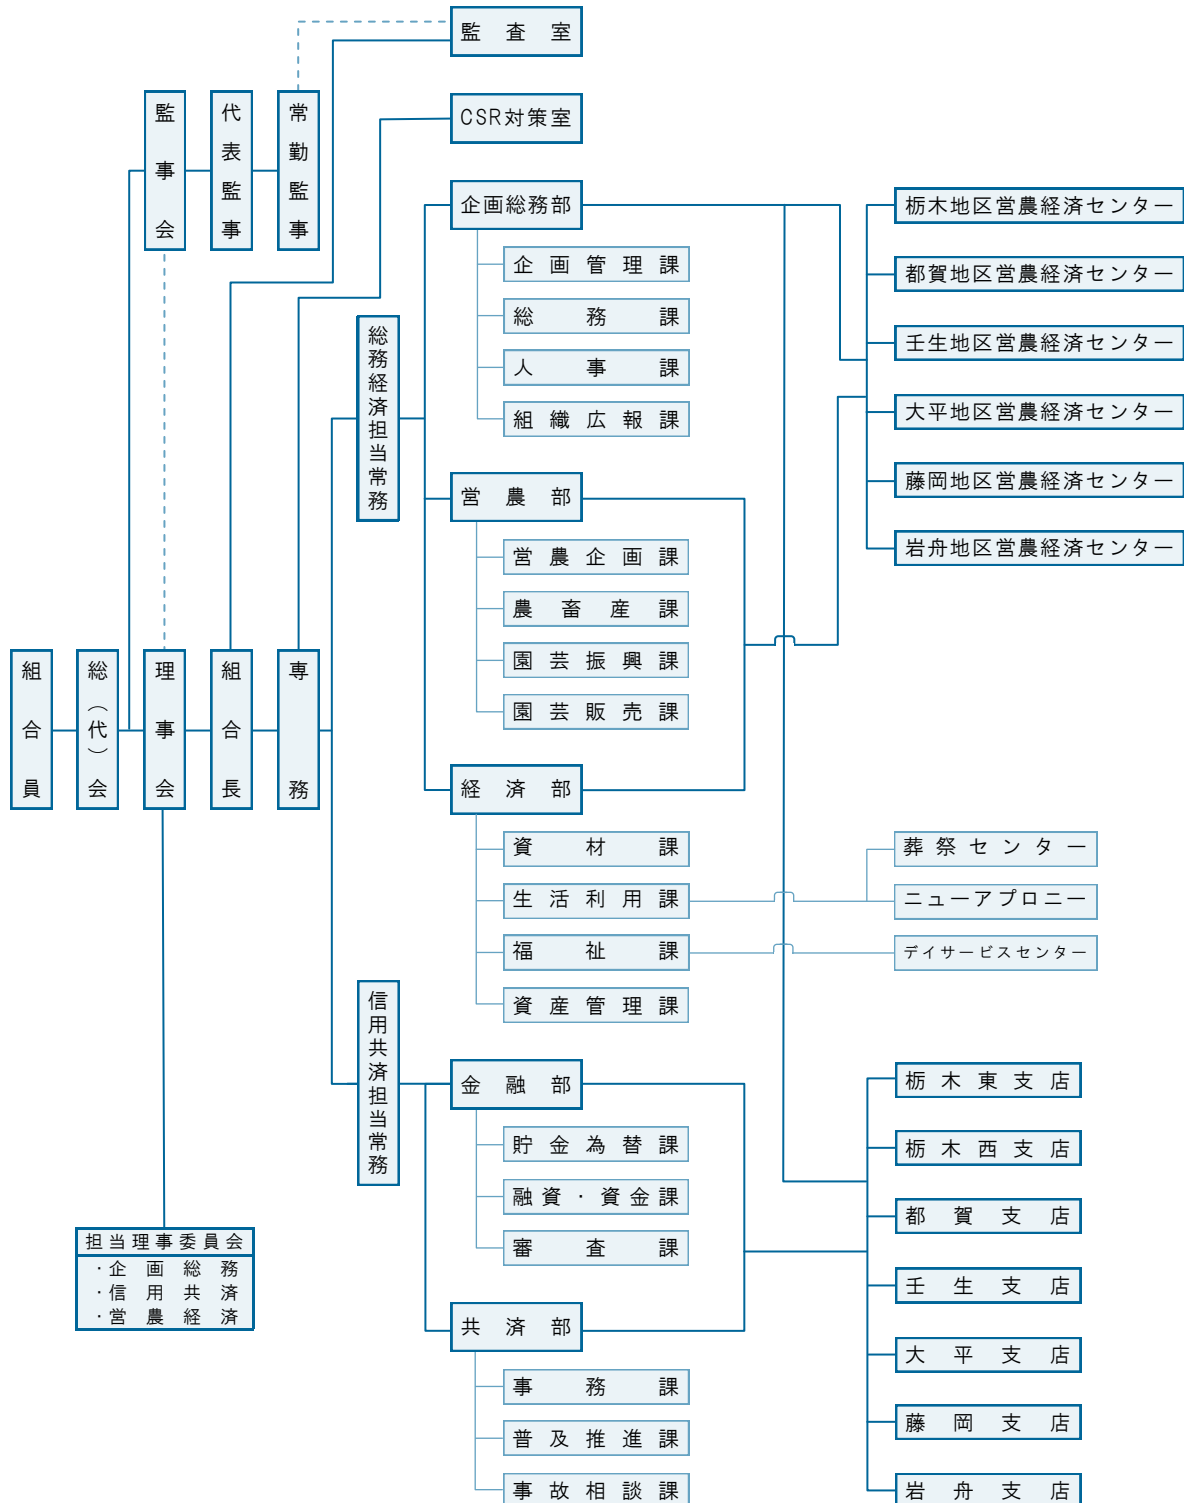 監査室
CSR対策室
監事会
代表監事
常勤監事
組合員
総(代)会
理事会
組合長
専務
担当理事委員会
・企画総務
・信用共済
・営農経済
総務経済担当常務
信用共済担当常務
企画総務部
企画管理課
総務課
人事課
組織広報課
営農部
営農企画課
農畜産課
園芸振興課
園芸販売課
経済部
資材課
生活利用課
福祉課
資産管理課
金融部
貯金為替課
融資・資金課
審査課
共済部
事務課
普及推進課
事故相談課
栃木地区営農経済センター
都賀地区営農経済センター
壬生地区営農経済センター
大平地区営農経済センター
藤岡地区営農経済センター
岩舟地区営農経済センター
葬祭センター
ニューアプロニー
デイサービスセンター
栃木東支店
栃木西支店
都賀支店
壬生支店
大平支店
藤岡支店
岩舟支店